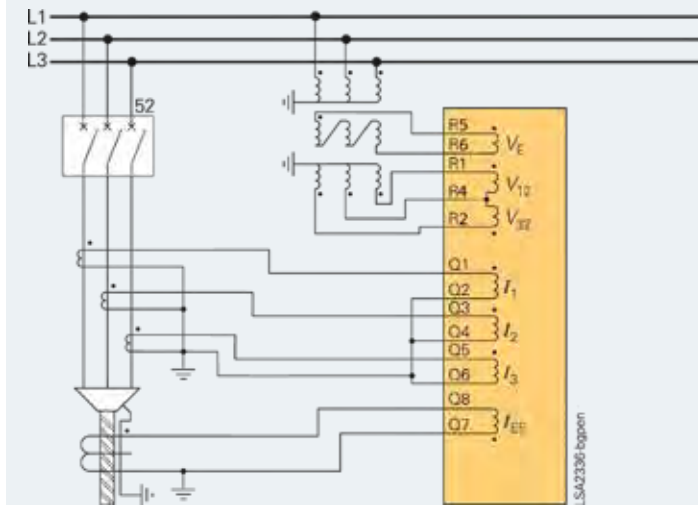 L1
L2
L3
52
R5
R6
VE
R1
R4
V12
R2
V32
Q1
Q2
I1
Q3
Q4
I2
Q5
Q6
I3
Q8
Q7
IEE
LSA2336-bgpen